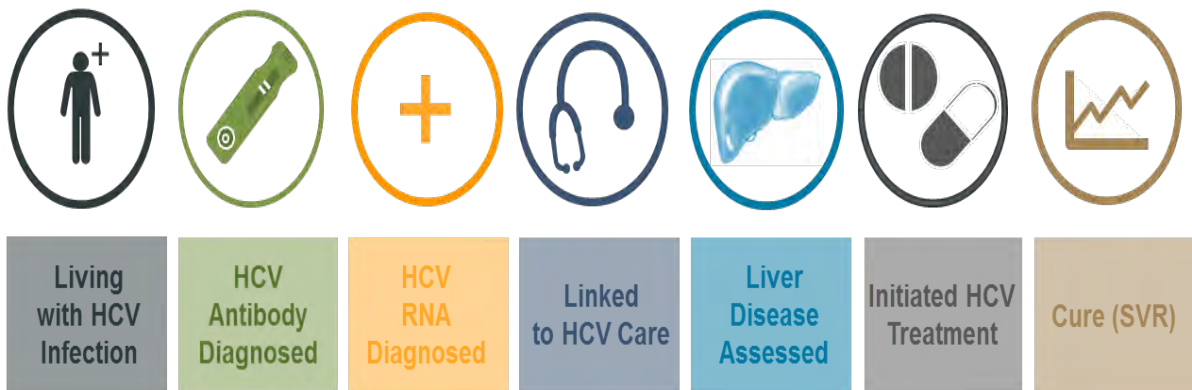 Living
with HCV
Infection
HCV
Antibody
Diagnosed
HCV
RNA
Diagnosed
Linked
to HCV Care
Liver
Disease
Assessed
Initiated HCV
Treatment
Cure (SVR)